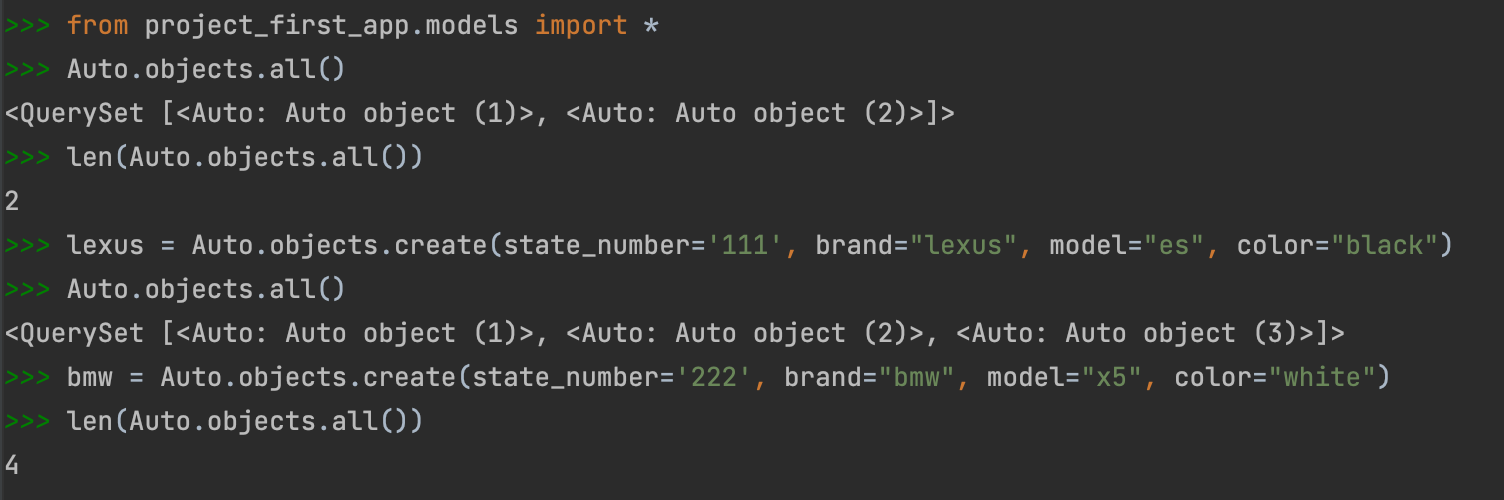 >>> from project_first_app.models import *
>>> Auto.objects.all()
<QuerySet [<Auto: Auto object (1)>, <Auto: Auto object (2)>]>
>>> len(Auto.objects.all())
2
>>> lexus = Auto.objects.create(state_number='111', brand="lexus", model="es", color="black")
>>> Auto.objects.all()
<QuerySet [<Auto: Auto object (1)>, <Auto: Auto object (2)>, <Auto: Auto object (3)>]>
>>> bmw = Auto.objects.create(state_number='222', brand="bmw", model="x5", color="white")
>>> len(Auto.objects.all())
4